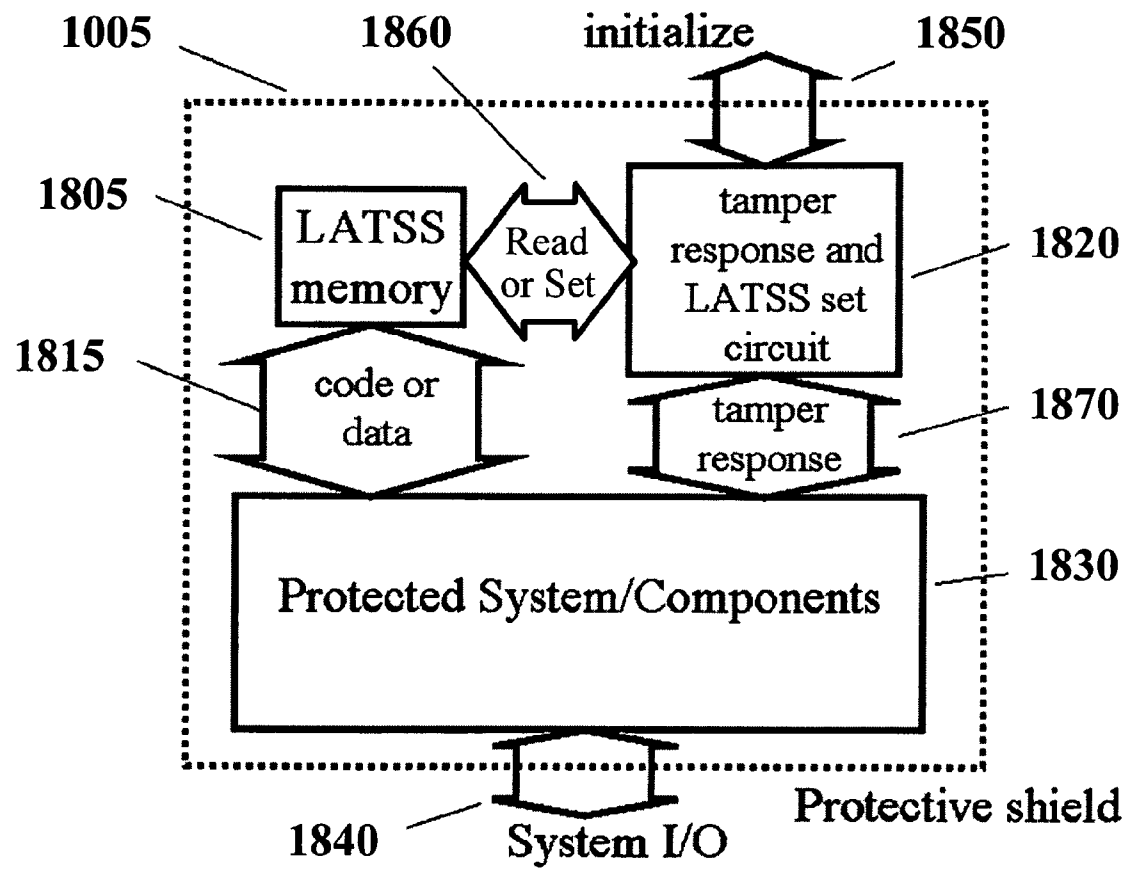 1005
1860
initialize
1850
1805
LATSS
memory
Read
or Set
tamper
response and
LATSS set
circuit
1820
1815
code or
data
tamper
response
1870
Protected System/Components
1830
1840
System I/O
Protective shield